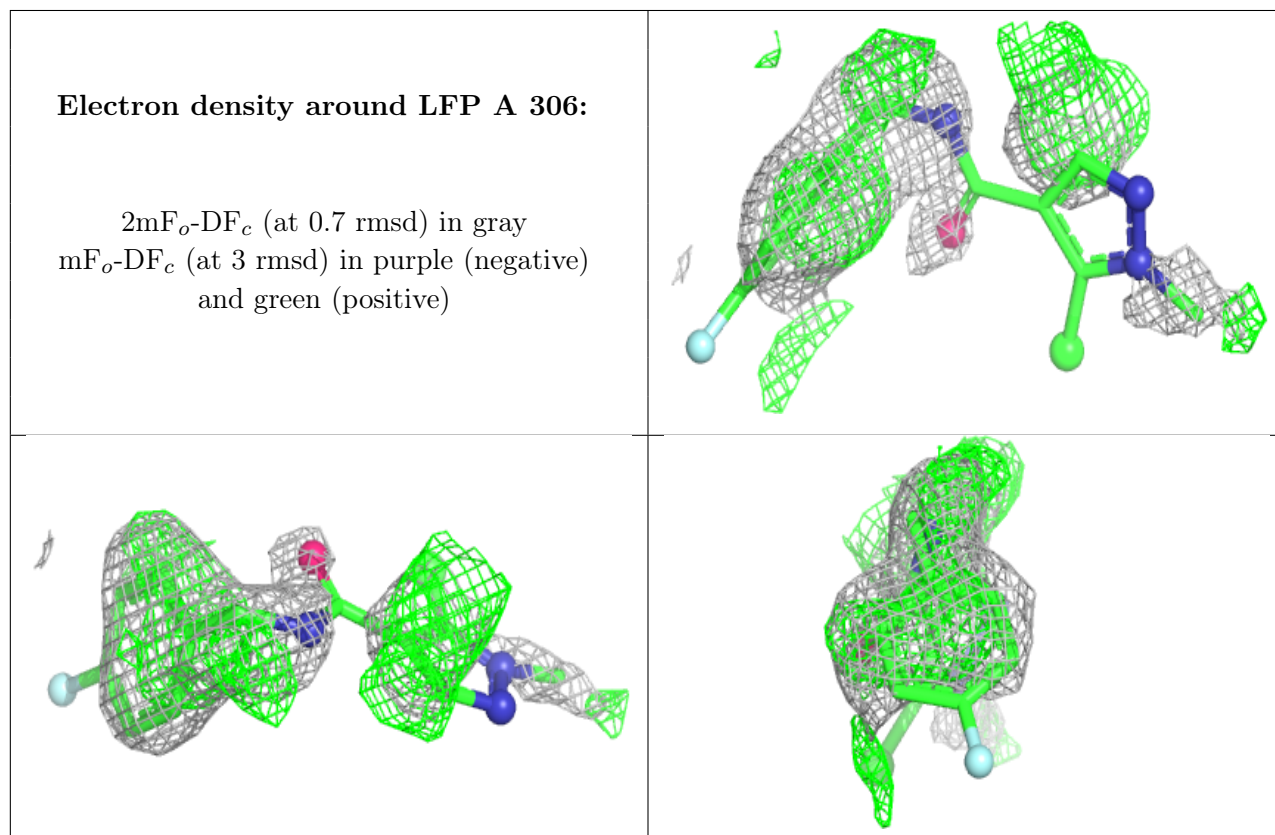 Electron density around LFP A 306:
2mFo-DFc (at 0.7 rmsd) in gray
mFo-DFc (at 3 rmsd) in purple (negative)
and green (positive)